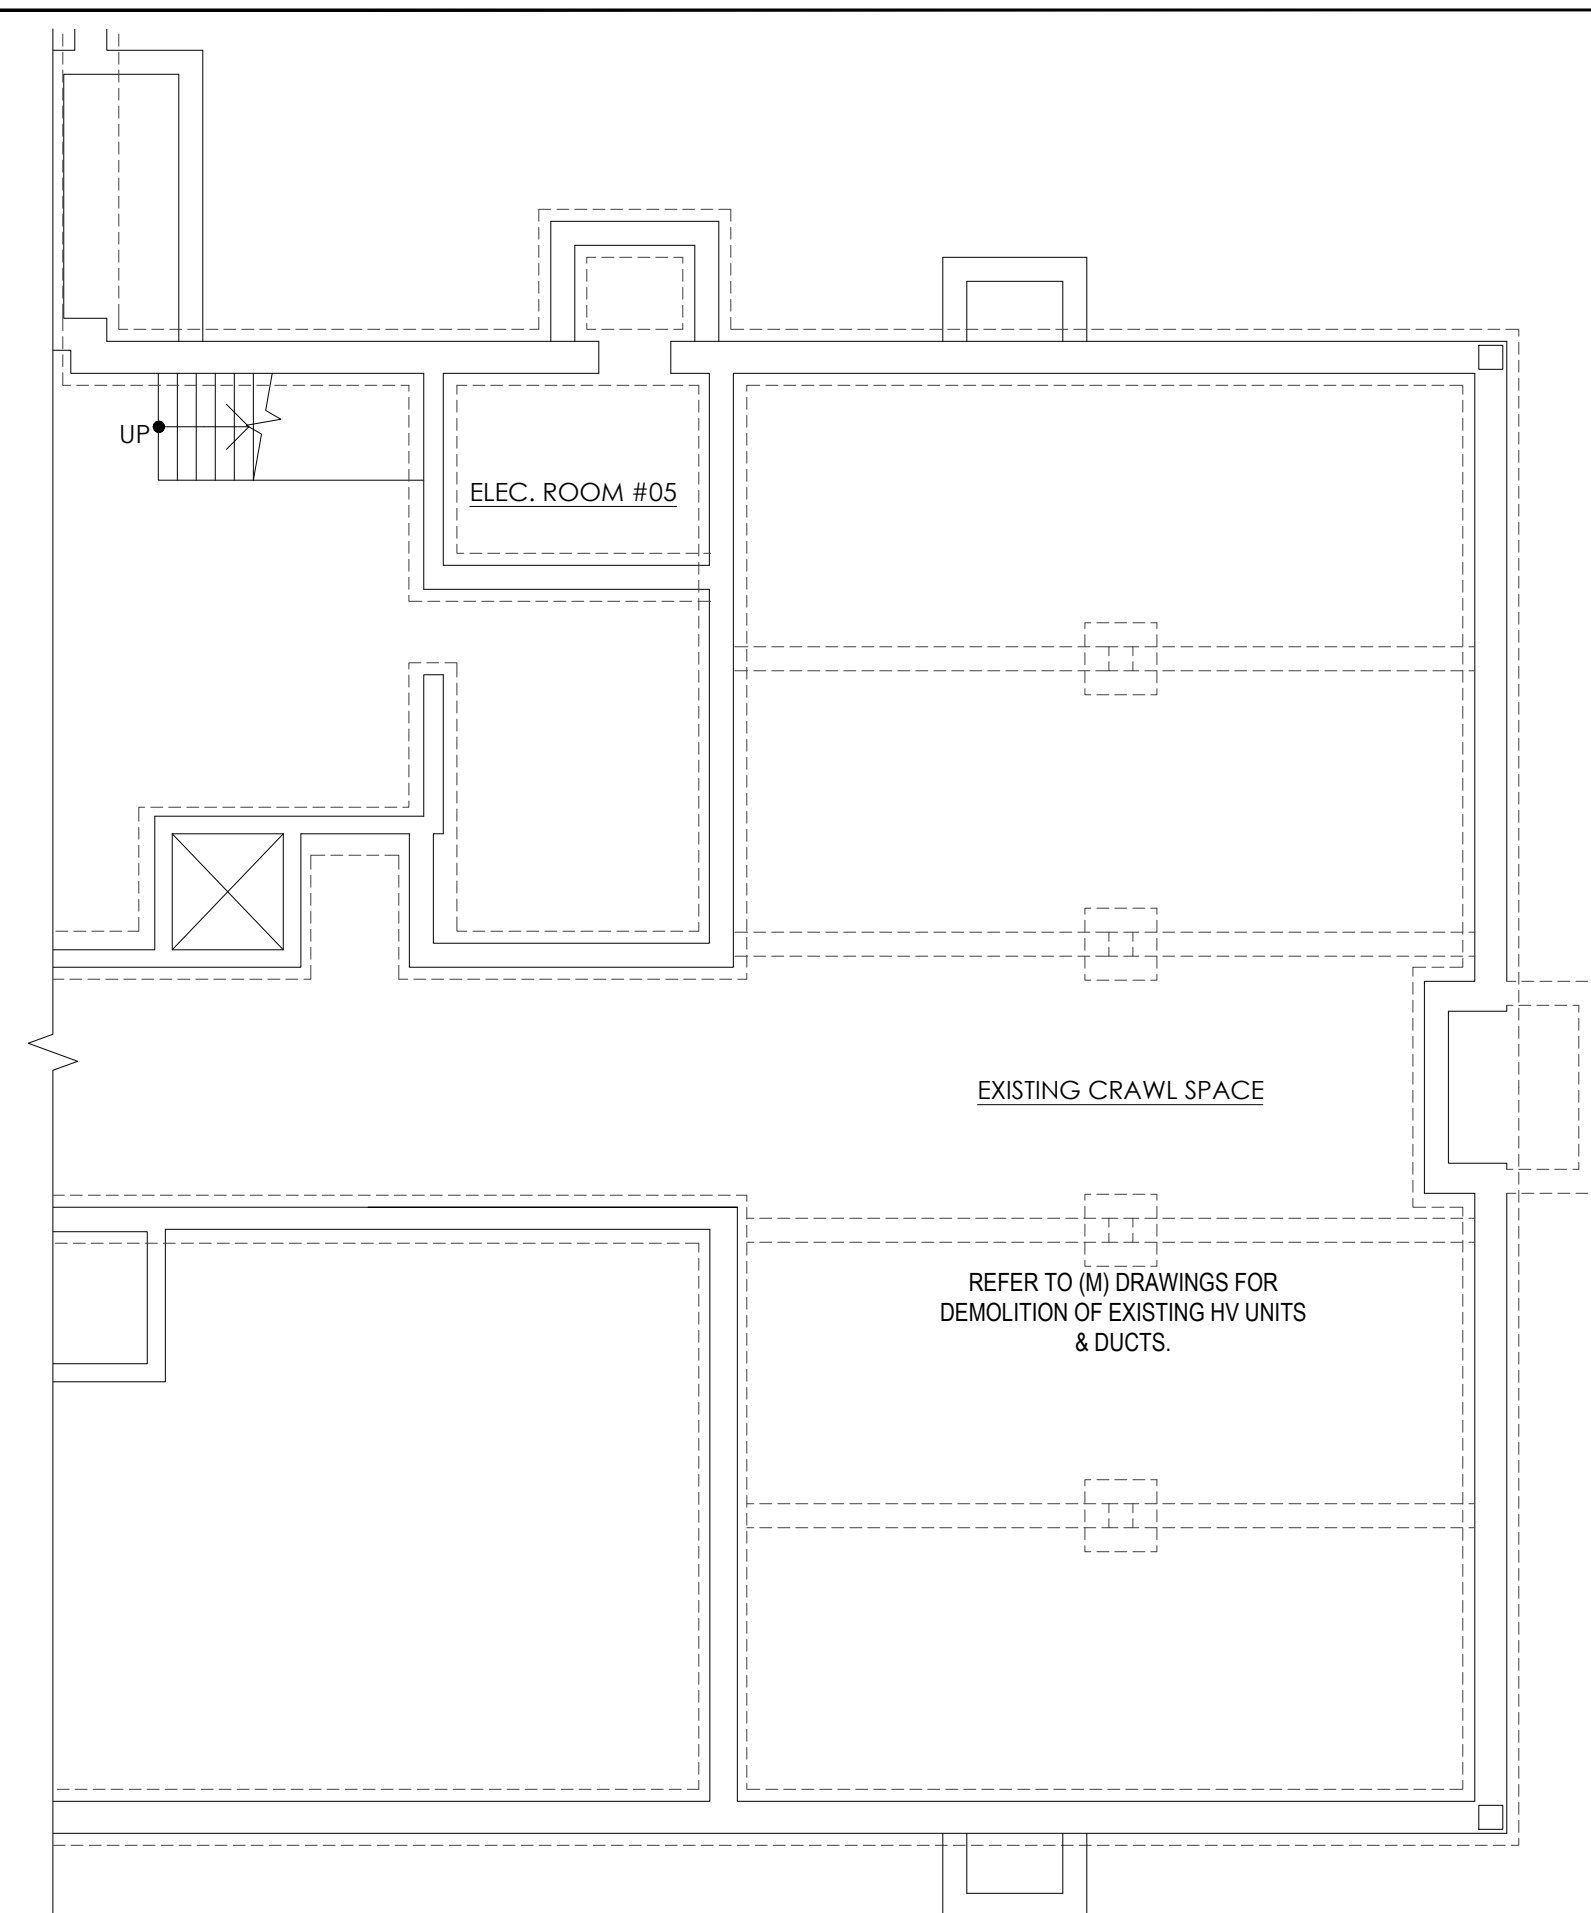 UP
ELEC. ROOM #05
EXISTING CRAWL SPACE
REFER TO (M) DRAWINGS FOR
DEMOLITION OF EXISTING HV UNITS
& DUCTS.